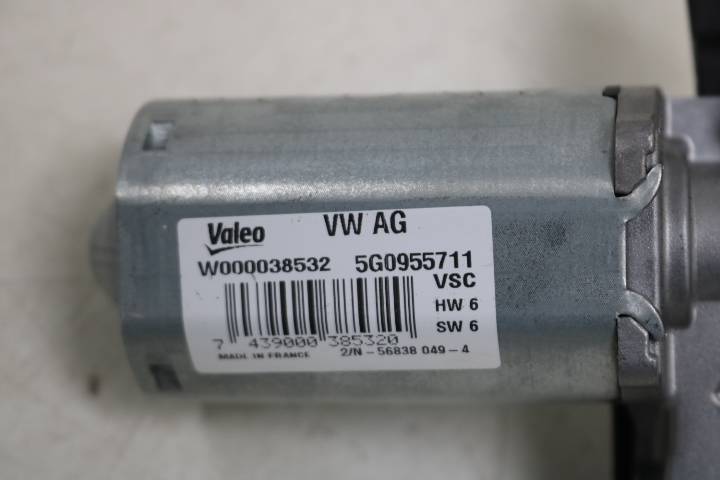 Valeo VW AG
W000038532 5G0955711
VSC
HW 6
SW 6
7 439000 385320
MADE IN FRANCE 2/N - 56838 049 - 4